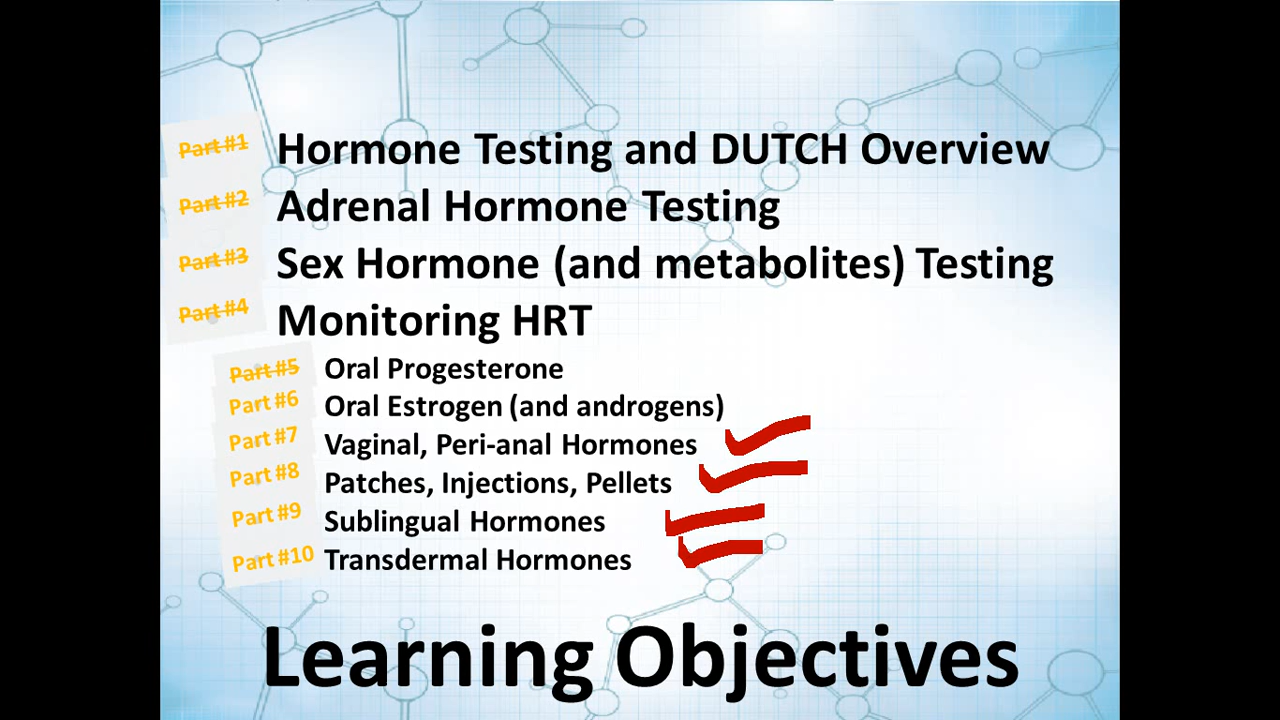 Part #1 Hormone Testing and DUTCH Overview
Part #2 Adrenal Hormone Testing
Part #3 Sex Hormone (and metabolites) Testing
Part #4 Monitoring HRT
Part #5 Oral Progesterone
Part #6 Oral Estrogen (and androgens)
Part #7 Vaginal, Peri-anal Hormones
Part #8 Patches, Injections, Pellets
Part #9 Sublingual Hormones
Part #10 Transdermal Hormones
Learning Objectives